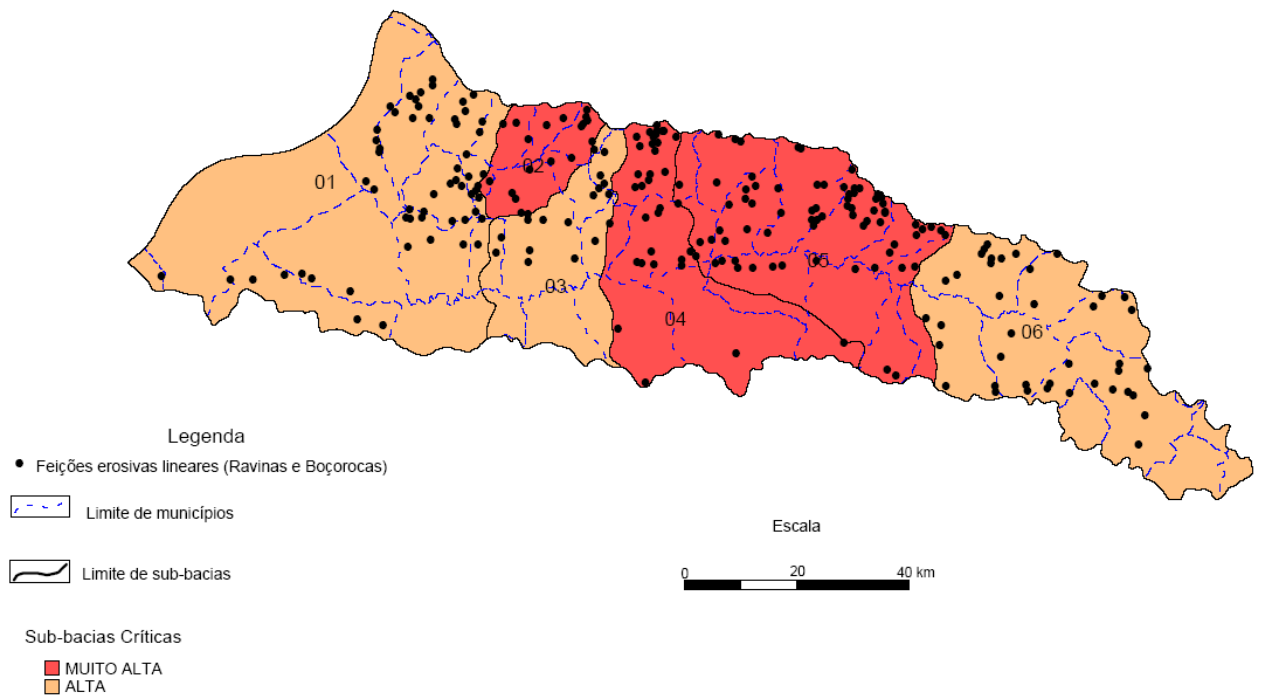 01
02
03
04
05
06
Legenda
Feições erosivas lineares (Ravinas e Boçorocas)
Limite de municípios
Limite de sub-bacias
Escala
0 20 40 km
Sub-bacias Críticas
MUITO ALTA
ALTA